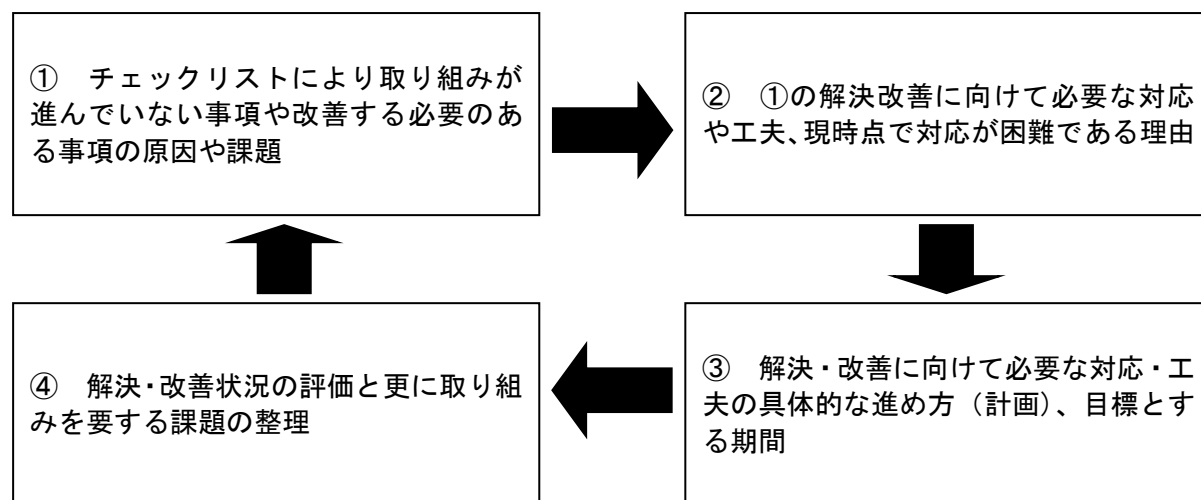 ① チェックリストにより取り組みが
進んでいない事項や改善する必要のあ
る事項の原因や課題
② ①の解決改善に向けて必要な対応
や工夫、現時点で対応が困難である理由
③ 解決・改善に向けて必要な対応・工
夫の具体的な進め方（計画）、目標とす
る期間
④ 解決・改善状況の評価と更に取り組
みを要する課題の整理